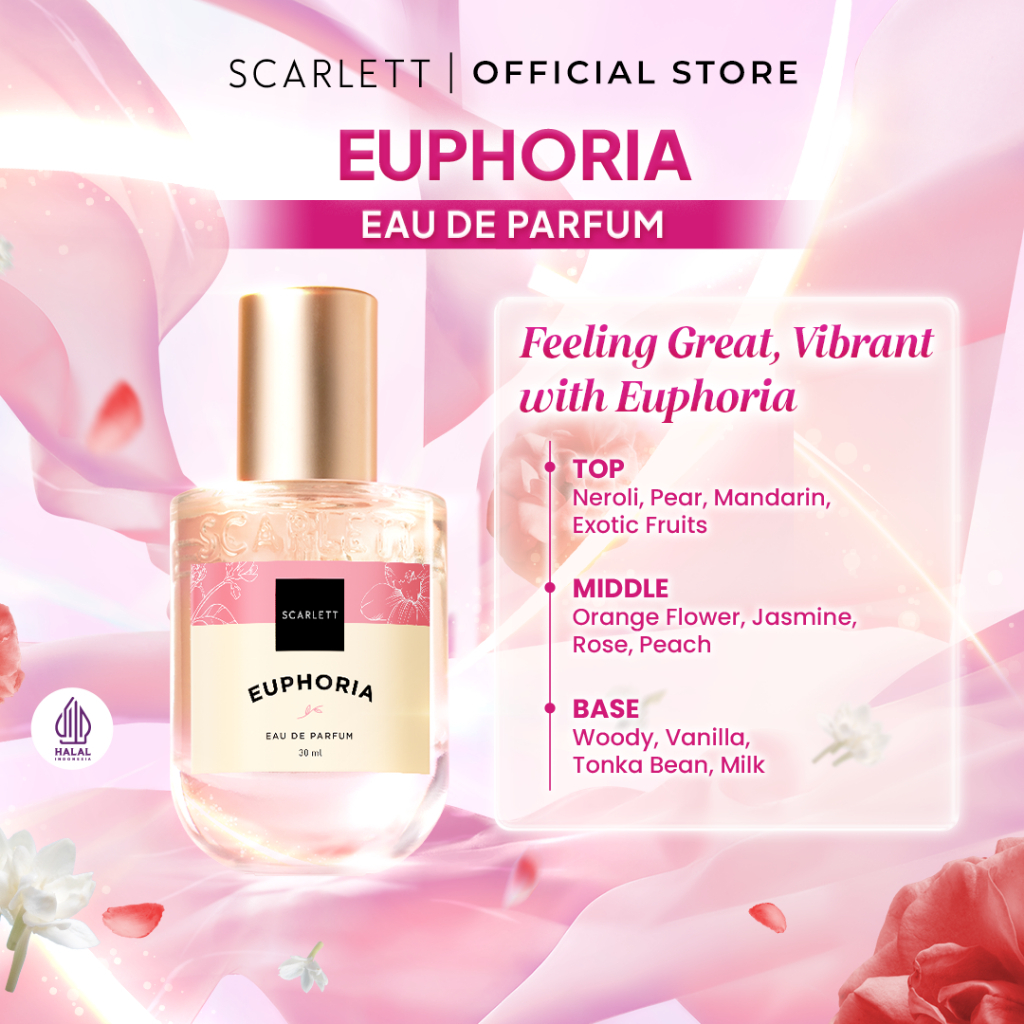 SCARLETT | OFFICIAL STORE
EUPHORIA
EAU DE PARFUM
Feeling Great, Vibrant
with Euphoria
TOP
Neroli, Pear, Mandarin,
Exotic Fruits
MIDDLE
Orange Flower, Jasmine,
Rose, Peach
BASE
Woody, Vanilla,
Tonka Bean, Milk
SCARLETT
SCARLETT
EUPHORIA
EAU DE PARFUM
30 ml
HALAL
INDONESIA